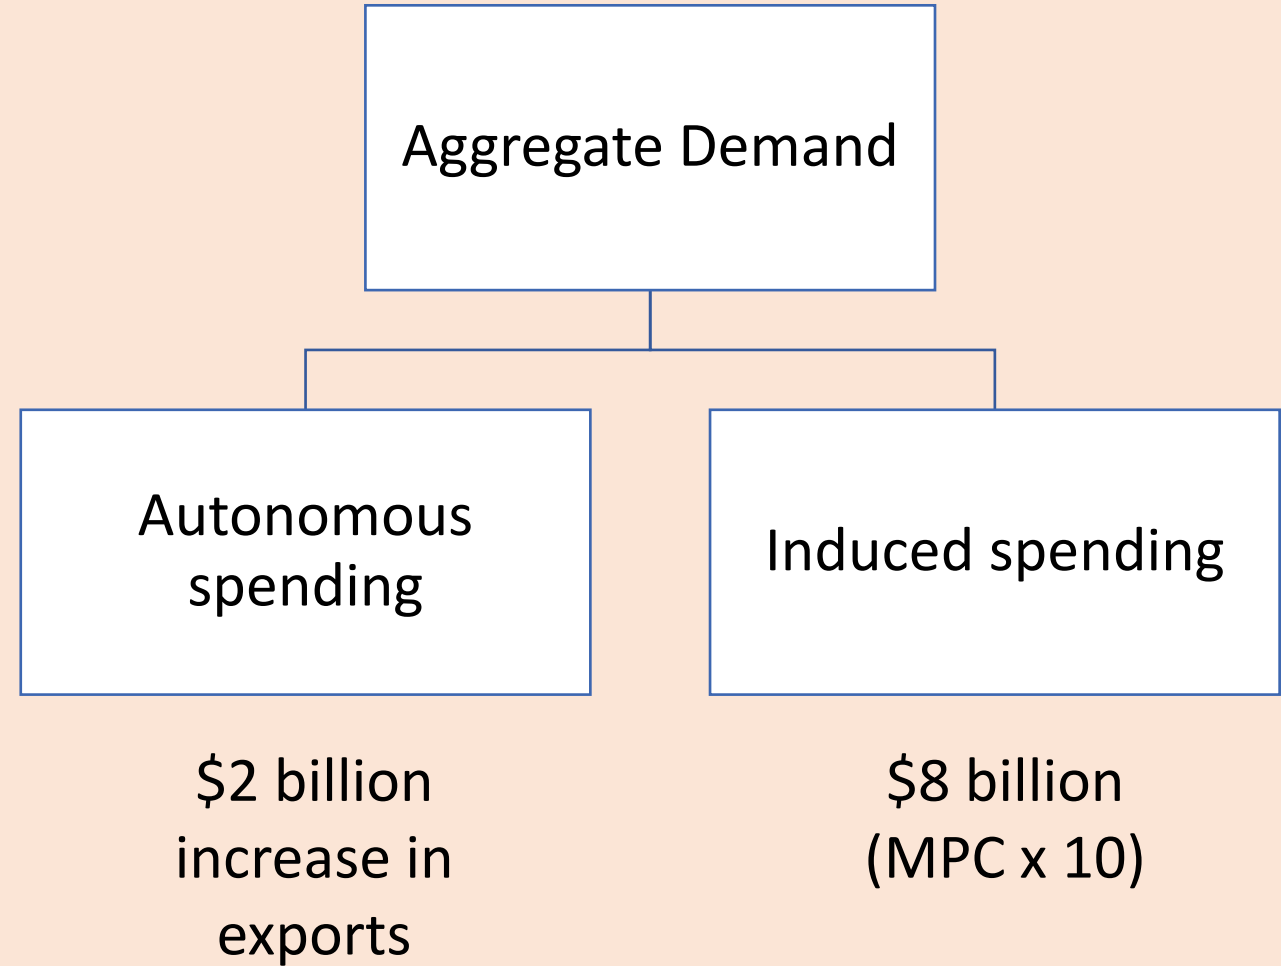 Aggregate Demand
Autonomous
spending
Induced spending
$2 billion
increase in
exports
$8 billion
(MPC x 10)